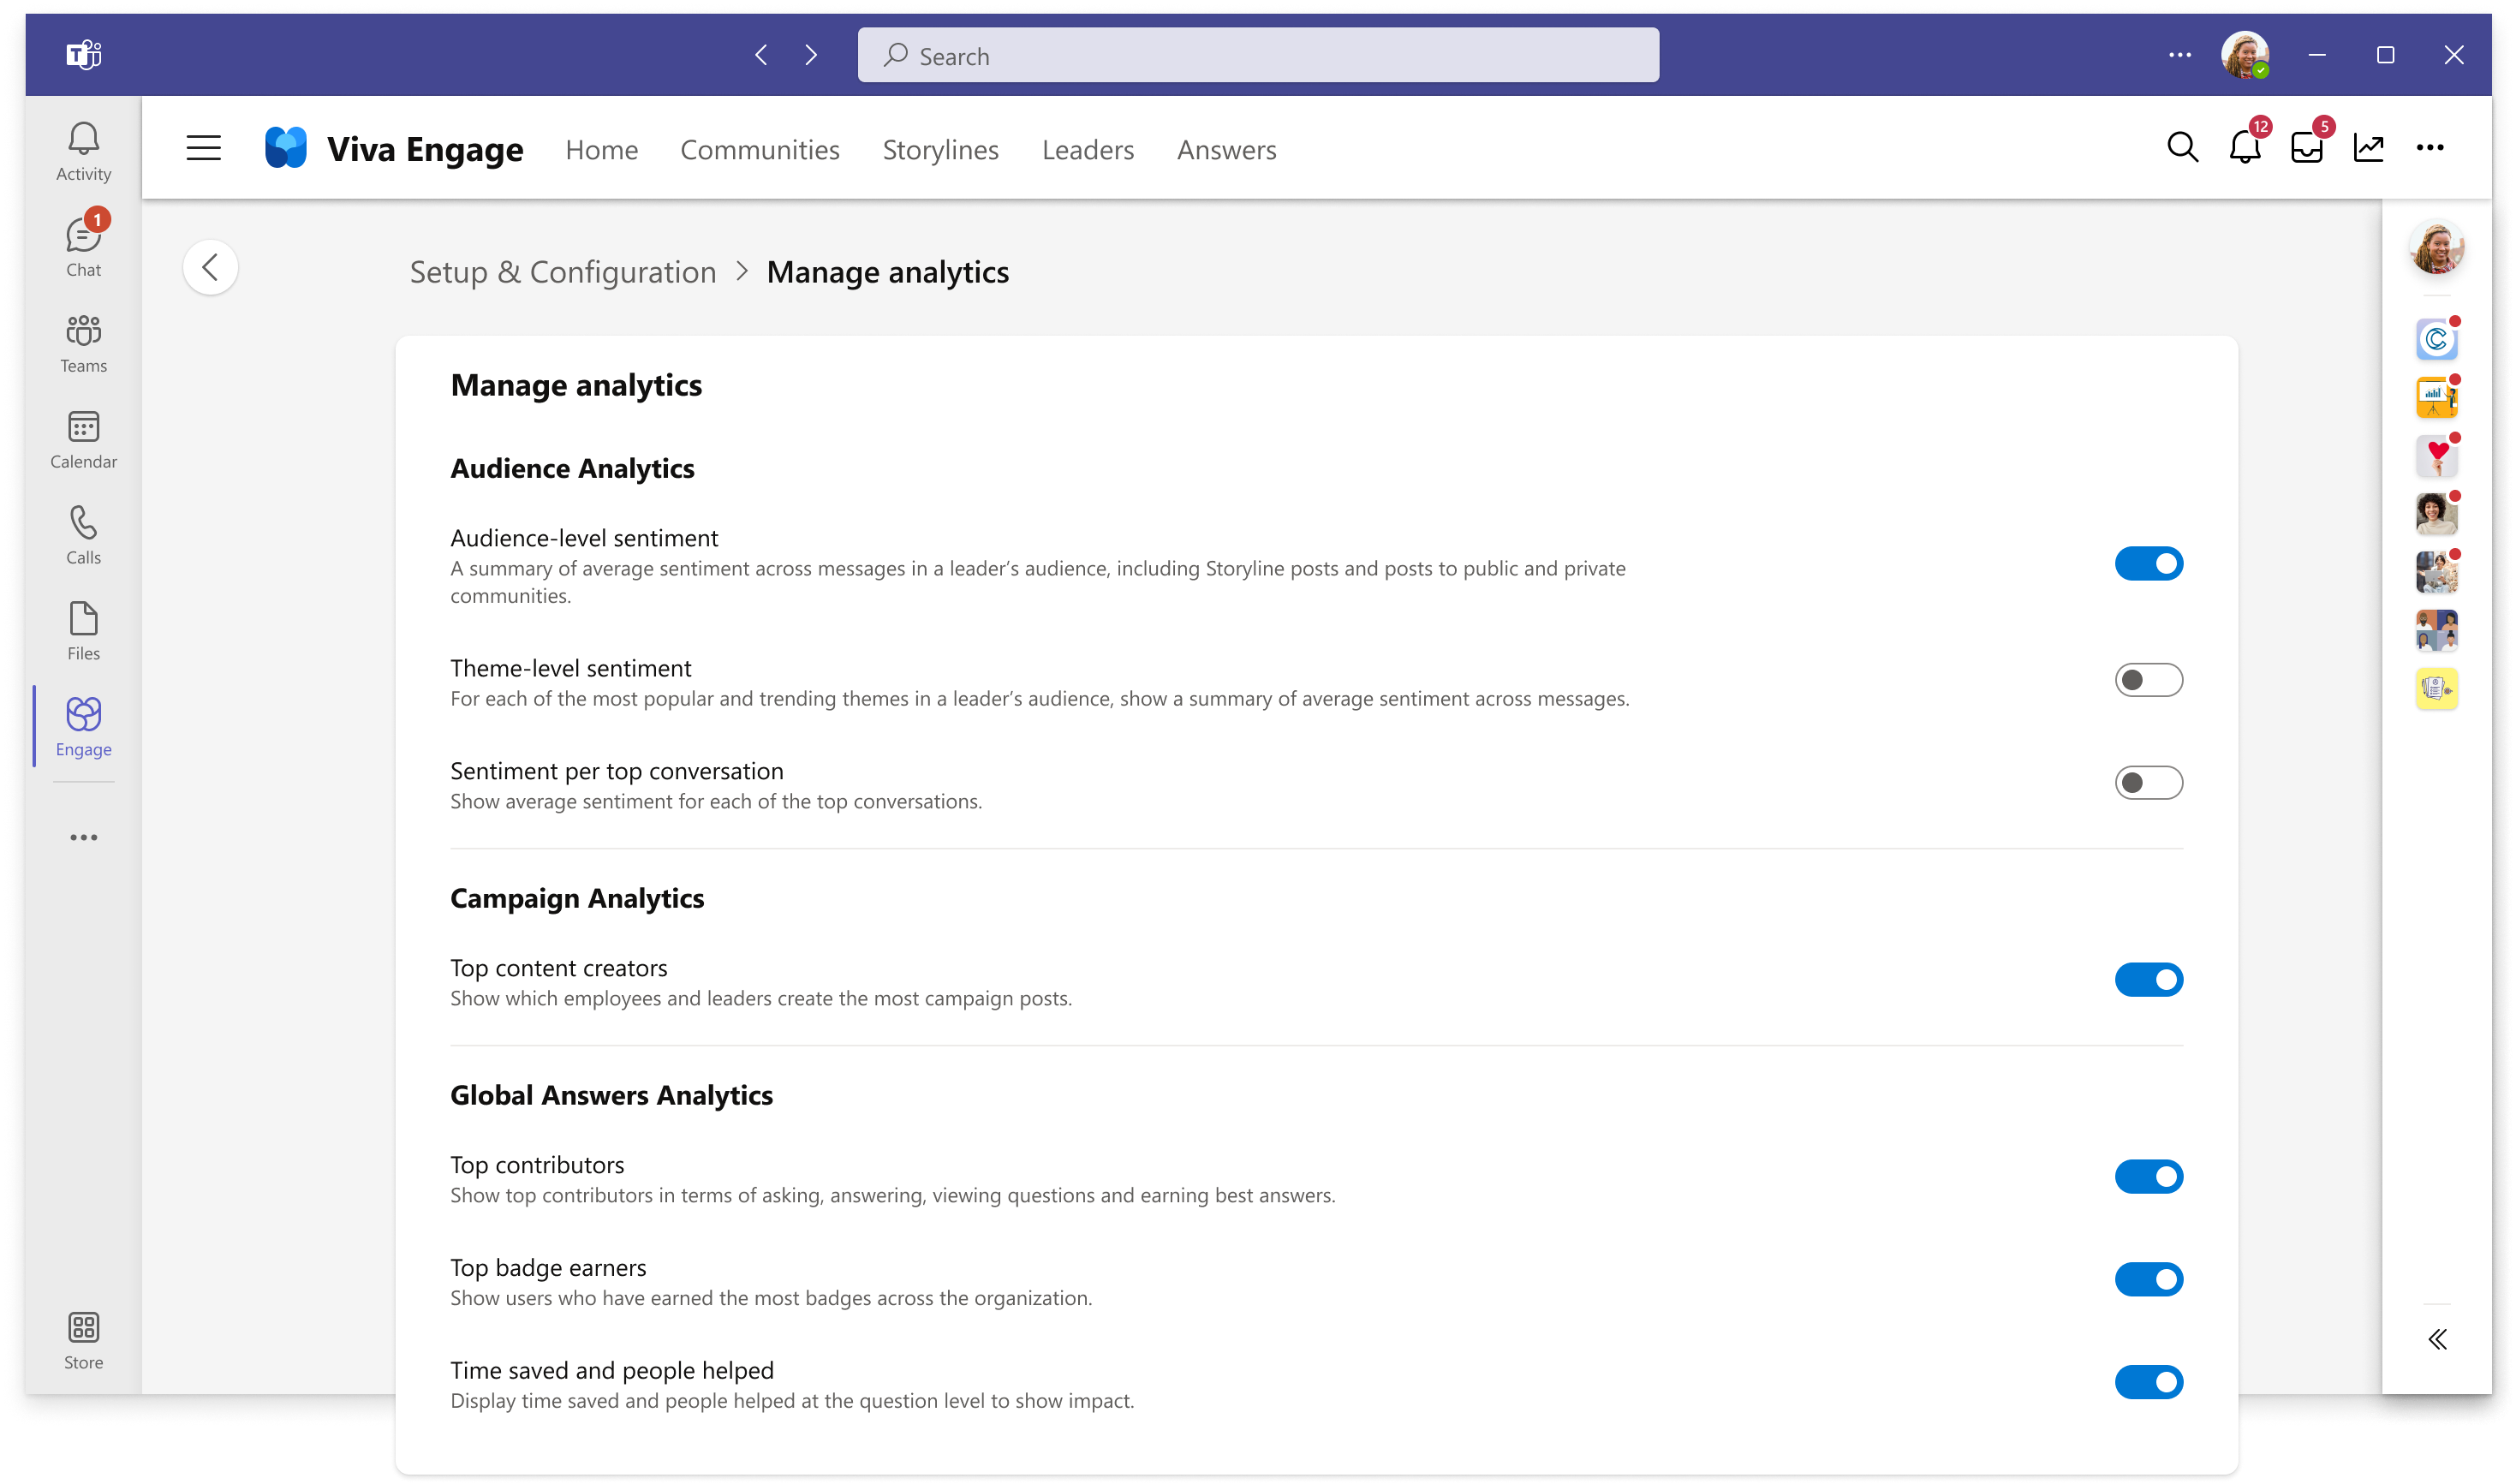 Search
Activity
1
Chat
Teams
Calendar
Calls
Files
Engage
Store
Viva Engage
Home
Communities
Storylines
Leaders
Answers
12
5
Setup & Configuration > Manage analytics
Manage analytics
Audience Analytics
Audience-level sentiment
A summary of average sentiment across messages in a leader’s audience, including Storyline posts and posts to public and private
communities.
Theme-level sentiment
For each of the most popular and trending themes in a leader’s audience, show a summary of average sentiment across messages.
Sentiment per top conversation
Show average sentiment for each of the top conversations.
Campaign Analytics
Top content creators
Show which employees and leaders create the most campaign posts.
Global Answers Analytics
Top contributors
Show top contributors in terms of asking, answering, viewing questions and earning best answers.
Top badge earners
Show users who have earned the most badges across the organization.
Time saved and people helped
Display time saved and people helped at the question level to show impact.